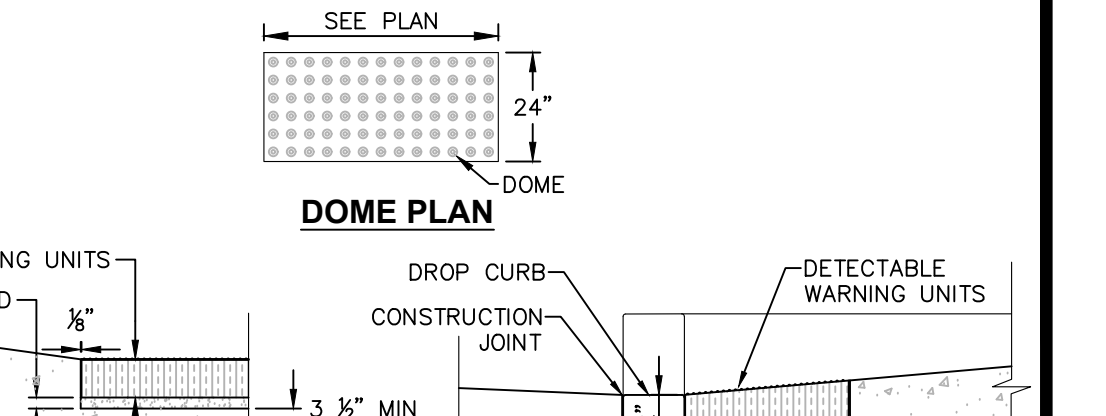 SEE PLAN
24"
DOME
DOME PLAN
NG UNITS
D
⅛"
DROP CURB
CONSTRUCTION
JOINT
DETECTABLE
WARNING UNITS
3 ½" MIN
"